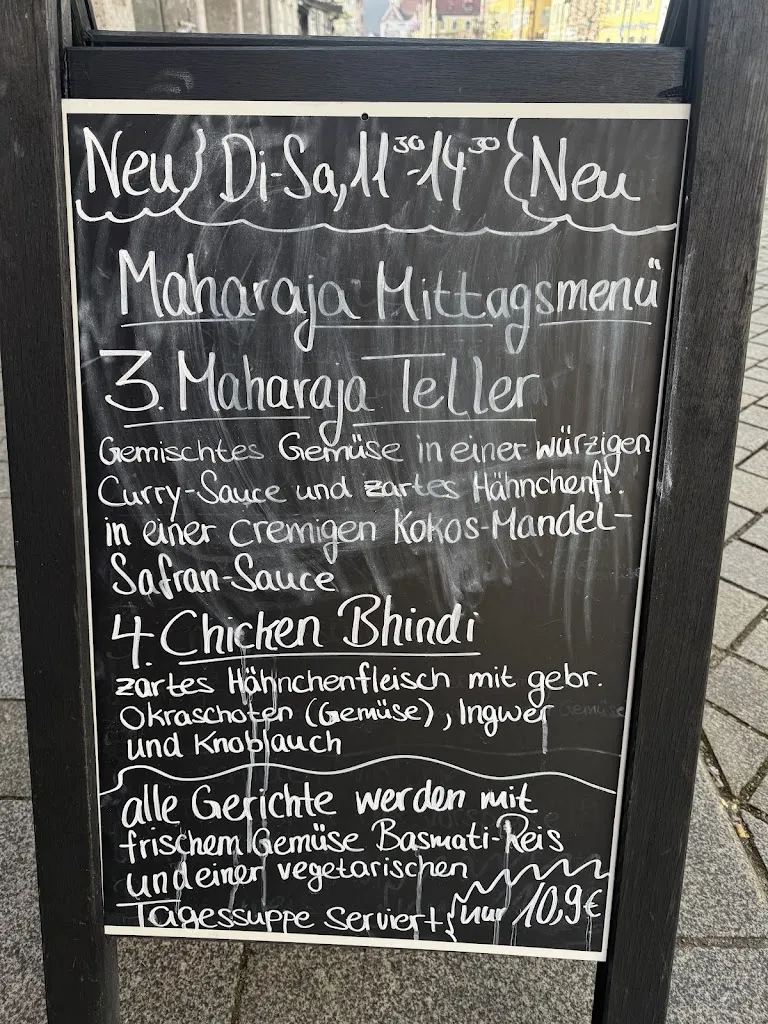 Neu Di-Sa, 11³⁰-14³⁰ Neu
Maharaja Mittagsmenü
3. Maharaja Teller
Gemischtes Gemüse in einer würzigen
Curry-Sauce und zartes Hähnchenfl.
in einer cremigen Kokos-Mandel-
Safran-Sauce
4. Chicken Bhindi
zartes Hähnchenfleisch mit gebr.
Okraschoten (Gemüse), Ingwer
und Knoblauch
alle Gerichte werden mit
frischem Gemüse Basmati-Reis
und einer vegetarischen
Tagessuppe Serviert nur 10,9€